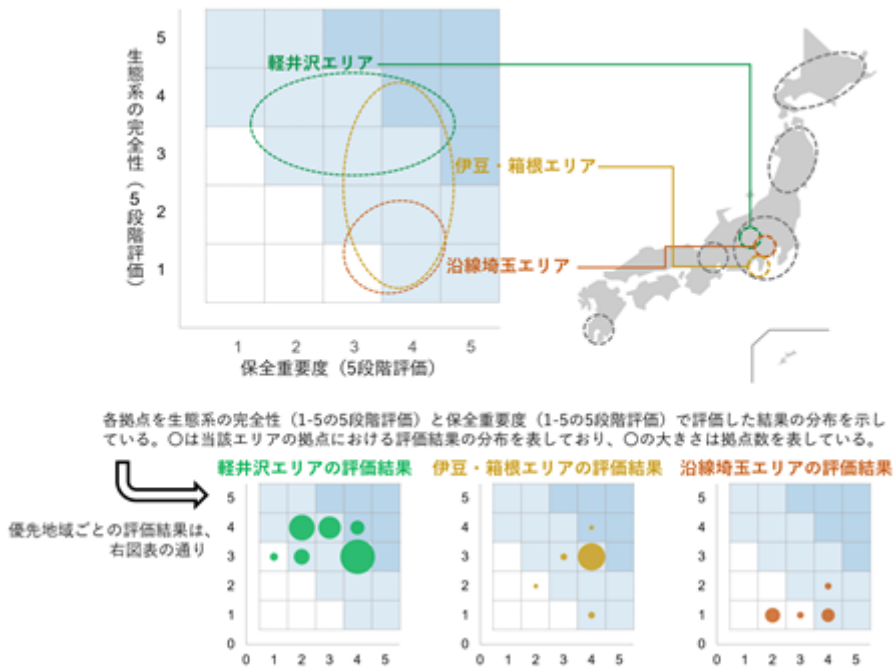 5
4
3
2
1
生態系の完全性（5段階評価）
軽井沢エリア
伊豆・箱根エリア
沿線埼玉エリア
1 2 3 4 5
保全重要度（5段階評価）
各拠点を生態系の完全性（1-5の5段階評価）と保全重要度（1-5の5段階評価）で評価した結果の分布を示し
ている。〇は当該エリアの拠点における評価結果の分布を表しており、〇の大きさは拠点数を表している。
優先地域ごとの評価結果は、
右図表の通り
軽井沢エリアの評価結果
5
4
3
2
1
0
0 1 2 3 4 5
伊豆・箱根エリアの評価結果
5
4
3
2
1
0
0 1 2 3 4 5
沿線埼玉エリアの評価結果
5
4
3
2
1
0
0 1 2 3 4 5